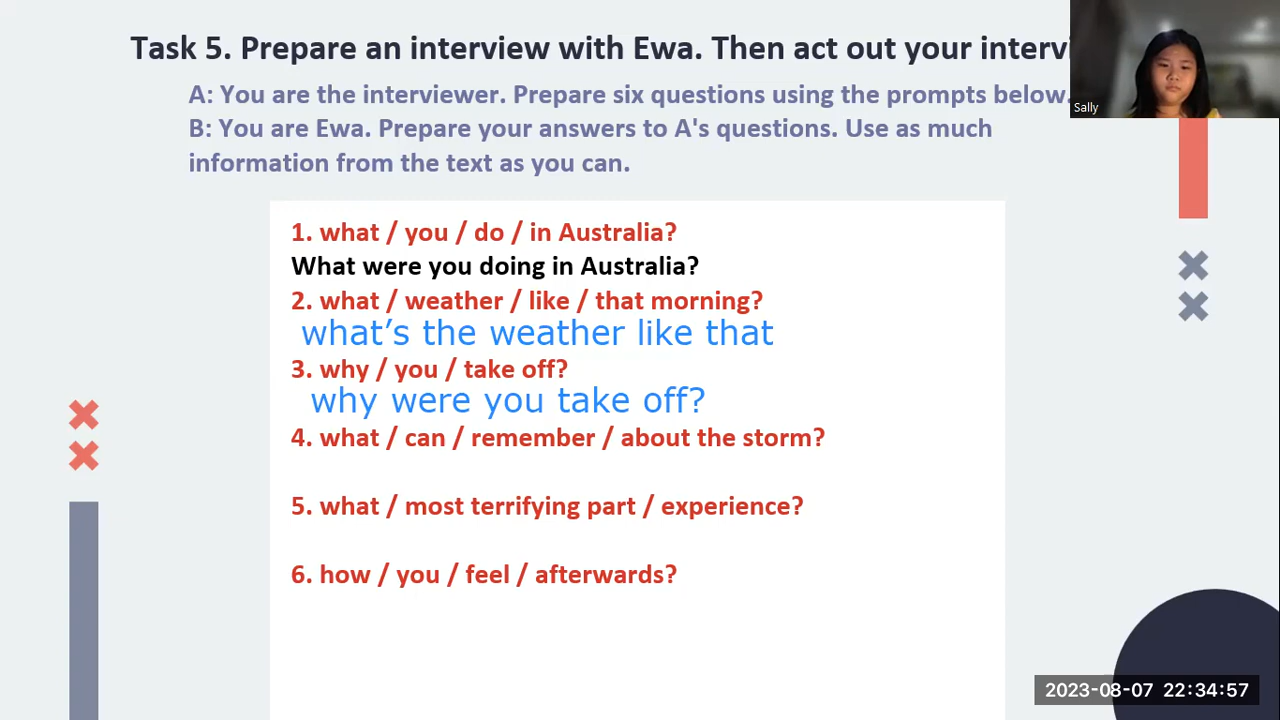 Task 5. Prepare an interview with Ewa. Then act out your intervi
Sally
A: You are the interviewer. Prepare six questions using the prompts below.
B: You are Ewa. Prepare your answers to A's questions. Use as much
information from the text as you can.
1. what / you / do / in Australia?
What were you doing in Australia?
2. what / weather / like / that morning?
what’s the weather like that
3. why / you / take off?
why were you take off?
4. what / can / remember / about the storm?
5. what / most terrifying part / experience?
6. how / you / feel / afterwards?
2023-08-07 22:34:57